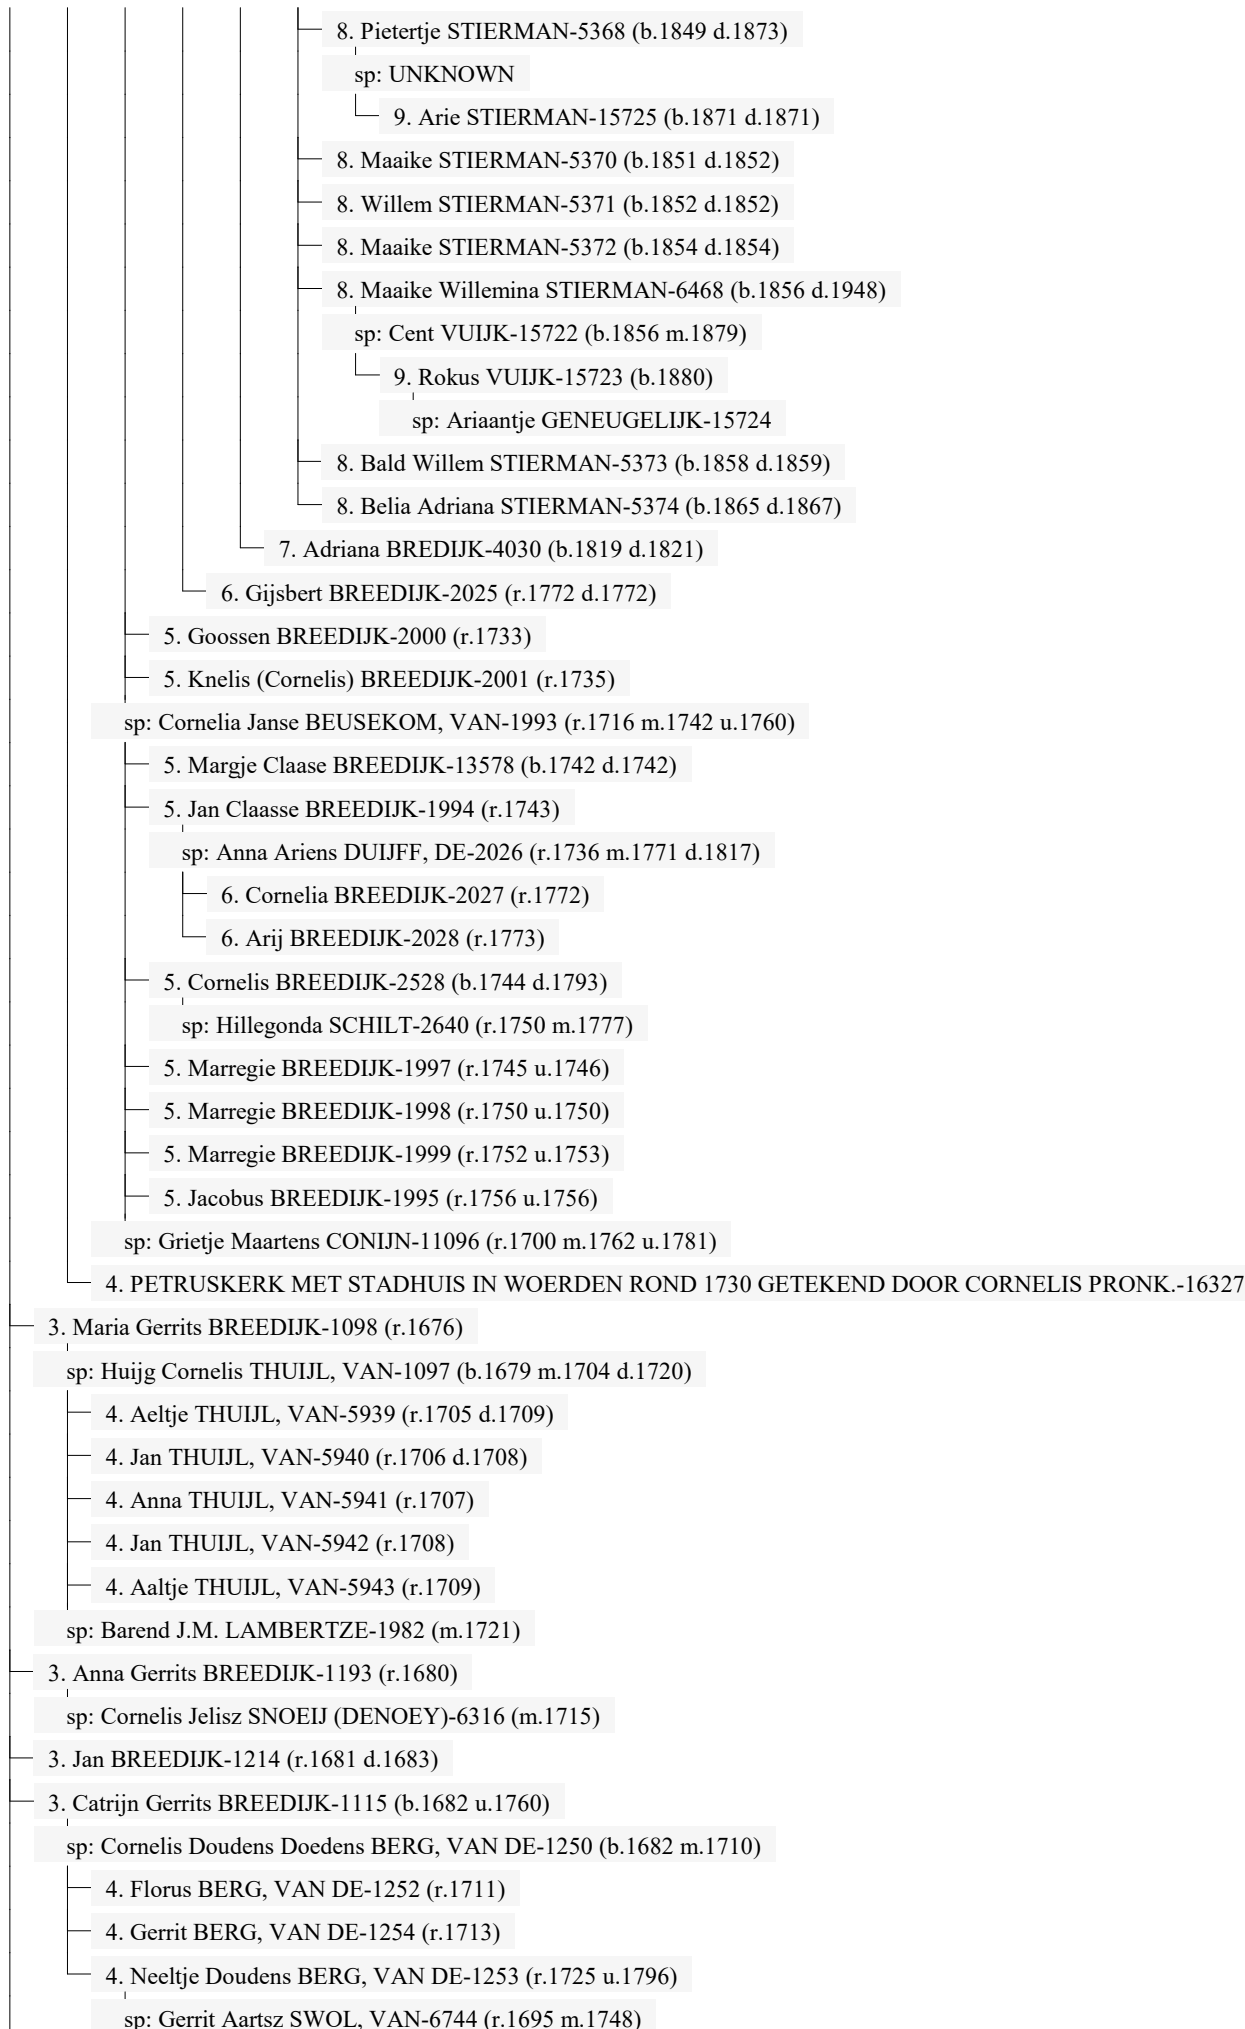 8. Pietertje STIERMAN-5368 (b.1849 d.1873)
sp: UNKNOWN
9. Arie STIERMAN-15725 (b.1871 d.1871)
8. Maaike STIERMAN-5370 (b.1851 d.1852)
8. Willem STIERMAN-5371 (b.1852 d.1852)
8. Maaike STIERMAN-5372 (b.1854 d.1854)
8. Maaike Willemina STIERMAN-6468 (b.1856 d.1948)
sp: Cent VUIJK-15722 (b.1856 m.1879)
9. Rokus VUIJK-15723 (b.1880)
sp: Ariaantje GENEUGELIJK-15724
8. Bald Willem STIERMAN-5373 (b.1858 d.1859)
8. Belia Adriana STIERMAN-5374 (b.1865 d.1867)
7. Adriana BREDIJK-4030 (b.1819 d.1821)
6. Gijsbert BREEDIJK-2025 (r.1772 d.1772)
5. Goossen BREEDIJK-2000 (r.1733)
5. Knelis (Cornelis) BREEDIJK-2001 (r.1735)
sp: Cornelia Janse BEUSEKOM, VAN-1993 (r.1716 m.1742 u.1760)
5. Margje Claase BREEDIJK-13578 (b.1742 d.1742)
5. Jan Claasse BREEDIJK-1994 (r.1743)
sp: Anna Ariens DUIJFF, DE-2026 (r.1736 m.1771 d.1817)
6. Cornelia BREEDIJK-2027 (r.1772)
6. Arij BREEDIJK-2028 (r.1773)
5. Cornelis BREEDIJK-2528 (b.1744 d.1793)
sp: Hillegonda SCHILT-2640 (r.1750 m.1777)
5. Marregie BREEDIJK-1997 (r.1745 u.1746)
5. Marregie BREEDIJK-1998 (r.1750 u.1750)
5. Marregie BREEDIJK-1999 (r.1752 u.1753)
5. Jacobus BREEDIJK-1995 (r.1756 u.1756)
sp: Grietje Maartens CONIJN-11096 (r.1700 m.1762 u.1781)
4. PETRUSKERK MET STADHUIS IN WOERDEN ROND 1730 GETEKEND DOOR CORNELIS PRONK.-16327
3. Maria Gerrits BREEDIJK-1098 (r.1676)
sp: Huijg Cornelis THUIJL, VAN-1097 (b.1679 m.1704 d.1720)
4. Aeltje THUIJL, VAN-5939 (r.1705 d.1709)
4. Jan THUIJL, VAN-5940 (r.1706 d.1708)
4. Anna THUIJL, VAN-5941 (r.1707)
4. Jan THUIJL, VAN-5942 (r.1708)
4. Aaltje THUIJL, VAN-5943 (r.1709)
sp: Barend J.M. LAMBERTZE-1982 (m.1721)
3. Anna Gerrits BREEDIJK-1193 (r.1680)
sp: Cornelis Jelisz SNOEIJ (DENOEY)-6316 (m.1715)
3. Jan BREEDIJK-1214 (r.1681 d.1683)
3. Catrijn Gerrits BREEDIJK-1115 (b.1682 u.1760)
sp: Cornelis Doudens Doedens BERG, VAN DE-1250 (b.1682 m.1710)
4. Florus BERG, VAN DE-1252 (r.1711)
4. Gerrit BERG, VAN DE-1254 (r.1713)
4. Neeltje Doudens BERG, VAN DE-1253 (r.1725 u.1796)
sp: Gerrit Aartsz SWOL, VAN-6744 (r.1695 m.1748)